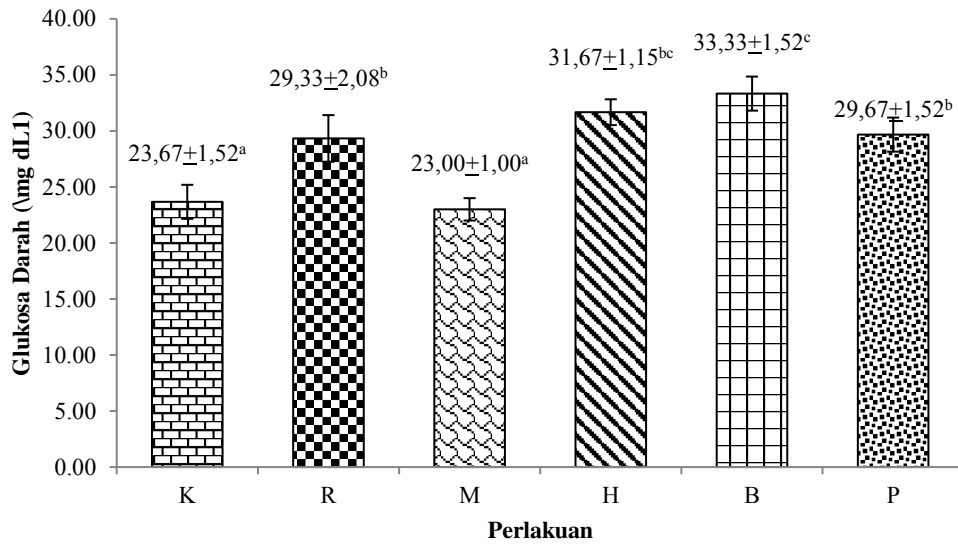 Glukosa Darah (\mg dL1)
40.00
35.00
30.00
25.00
20.00
15.00
10.00
5.00
0.00
23,67±1,52ᵃ
29,33±2,08ᵇ
23,00±1,00ᵃ
31,67±1,15ᵇᶜ
33,33±1,52ᶜ
29,67±1,52ᵇ
K R M H B P
Perlakuan